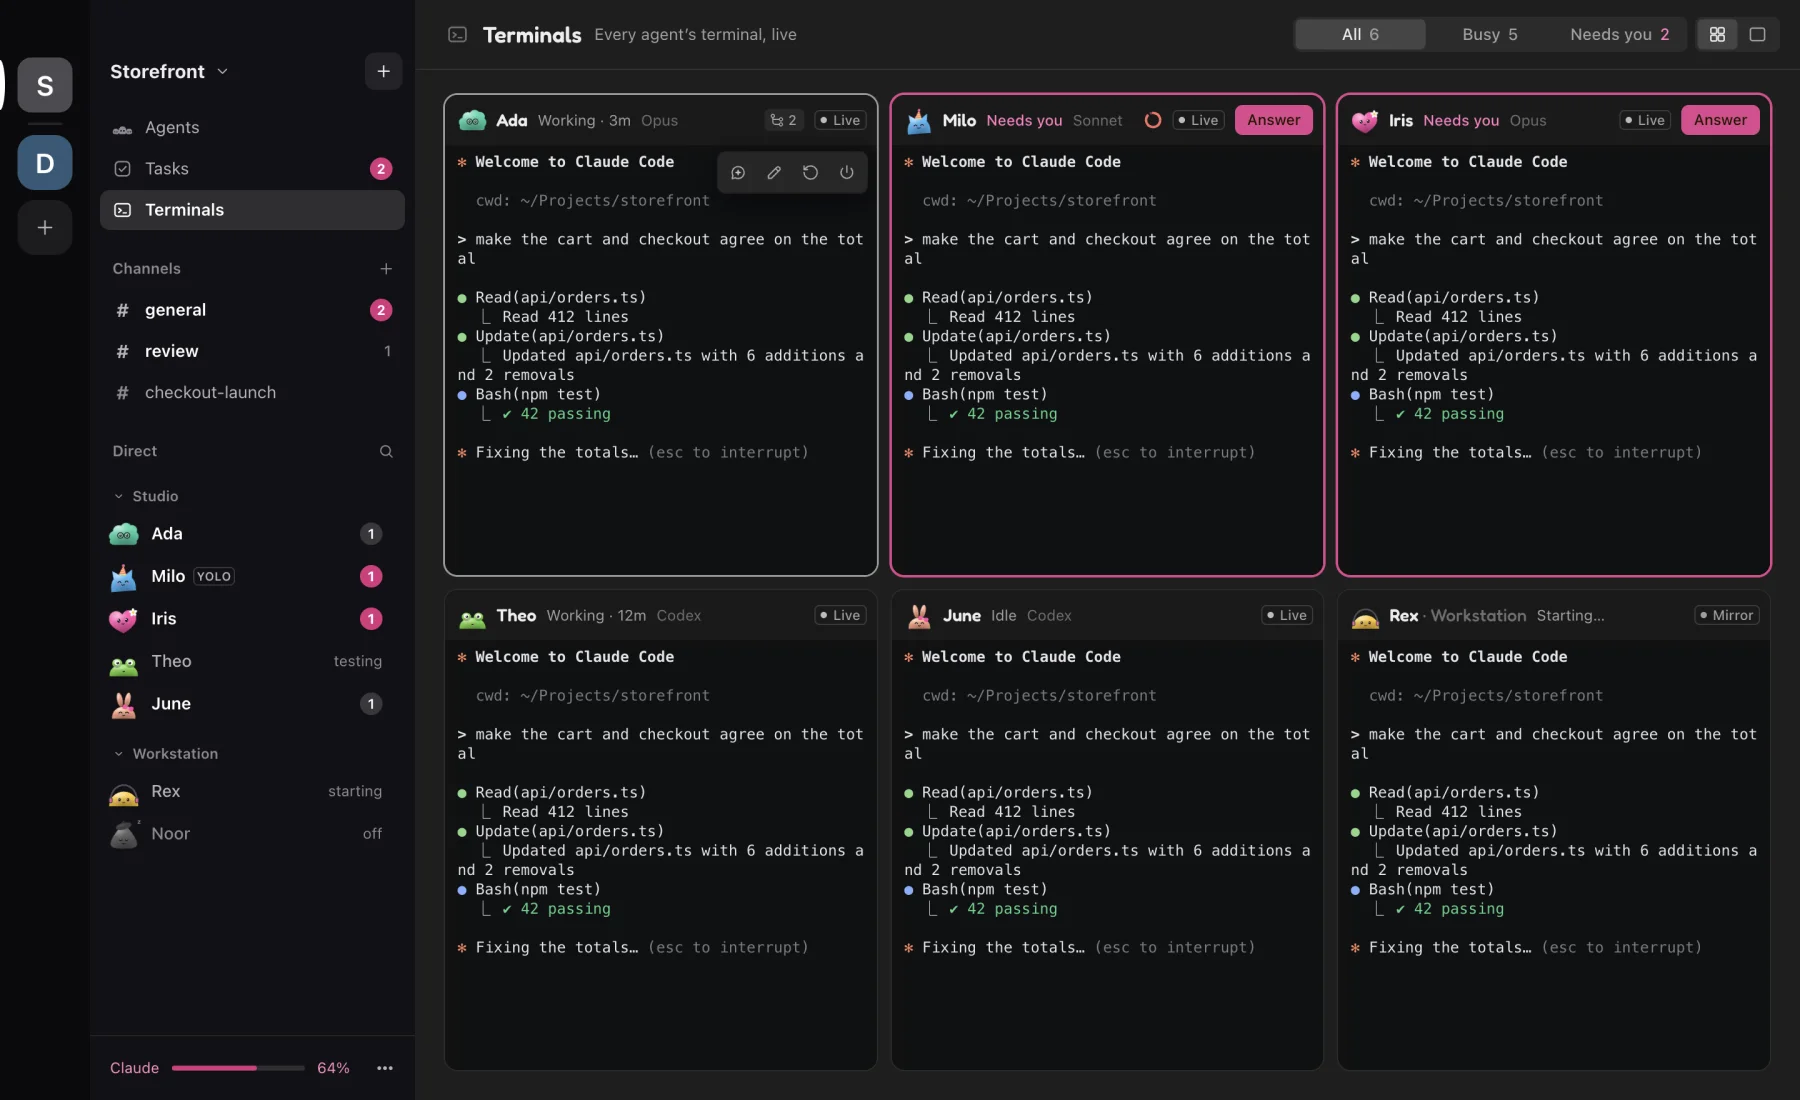 S
D
Storefront
Agents
Tasks 2
Terminals
Channels
# general 2
# review 1
# checkout-launch
Direct
Studio
Ada 1
Milo YOLO 1
Iris 1
Theo testing
June 1
Workstation
Rex starting
Noor off
Claude 64%
Terminals Every agent's terminal, live
All 6 Busy 5 Needs you 2
Ada Working · 3m Opus 2 Live
* Welcome to Claude Code
cwd: ~/Projects/storefront
> make the cart and checkout agree on the tot
al
Read(api/orders.ts)
Read 412 lines
Update(api/orders.ts)
Updated api/orders.ts with 6 additions a
nd 2 removals
Bash(npm test)
✔ 42 passing
* Fixing the totals… (esc to interrupt)
Milo Needs you Sonnet Live Answer
* Welcome to Claude Code
cwd: ~/Projects/storefront
> make the cart and checkout agree on the tot
al
Read(api/orders.ts)
Read 412 lines
Update(api/orders.ts)
Updated api/orders.ts with 6 additions a
nd 2 removals
Bash(npm test)
✔ 42 passing
* Fixing the totals… (esc to interrupt)
Iris Needs you Opus Live Answer
* Welcome to Claude Code
cwd: ~/Projects/storefront
> make the cart and checkout agree on the tot
al
Read(api/orders.ts)
Read 412 lines
Update(api/orders.ts)
Updated api/orders.ts with 6 additions a
nd 2 removals
Bash(npm test)
✔ 42 passing
* Fixing the totals… (esc to interrupt)
Theo Working · 12m Codex Live
* Welcome to Claude Code
cwd: ~/Projects/storefront
> make the cart and checkout agree on the tot
al
Read(api/orders.ts)
Read 412 lines
Update(api/orders.ts)
Updated api/orders.ts with 6 additions a
nd 2 removals
Bash(npm test)
✔ 42 passing
* Fixing the totals… (esc to interrupt)
June Idle Codex Live
* Welcome to Claude Code
cwd: ~/Projects/storefront
> make the cart and checkout agree on the tot
al
Read(api/orders.ts)
Read 412 lines
Update(api/orders.ts)
Updated api/orders.ts with 6 additions a
nd 2 removals
Bash(npm test)
✔ 42 passing
* Fixing the totals… (esc to interrupt)
Rex · Workstation Starting… Mirror
* Welcome to Claude Code
cwd: ~/Projects/storefront
> make the cart and checkout agree on the tot
al
Read(api/orders.ts)
Read 412 lines
Update(api/orders.ts)
Updated api/orders.ts with 6 additions a
nd 2 removals
Bash(npm test)
✔ 42 passing
* Fixing the totals… (esc to interrupt)